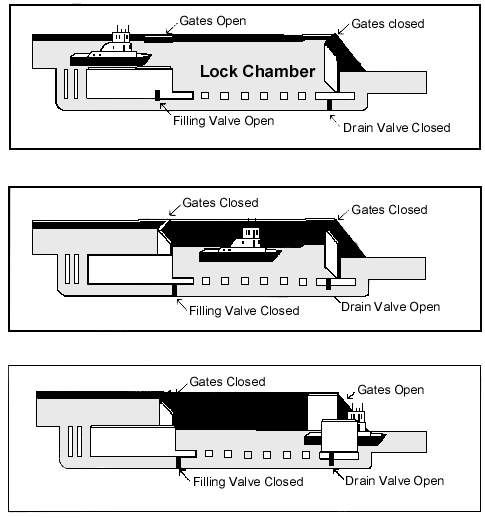 Gates Open
Gates closed
Lock Chamber
Filling Valve Open
Drain Valve Closed
Gates Closed
Gates Closed
Filling Valve Closed
Drain Valve Open
Gates Closed
Gates Open
Filling Valve Closed
Drain Valve Open